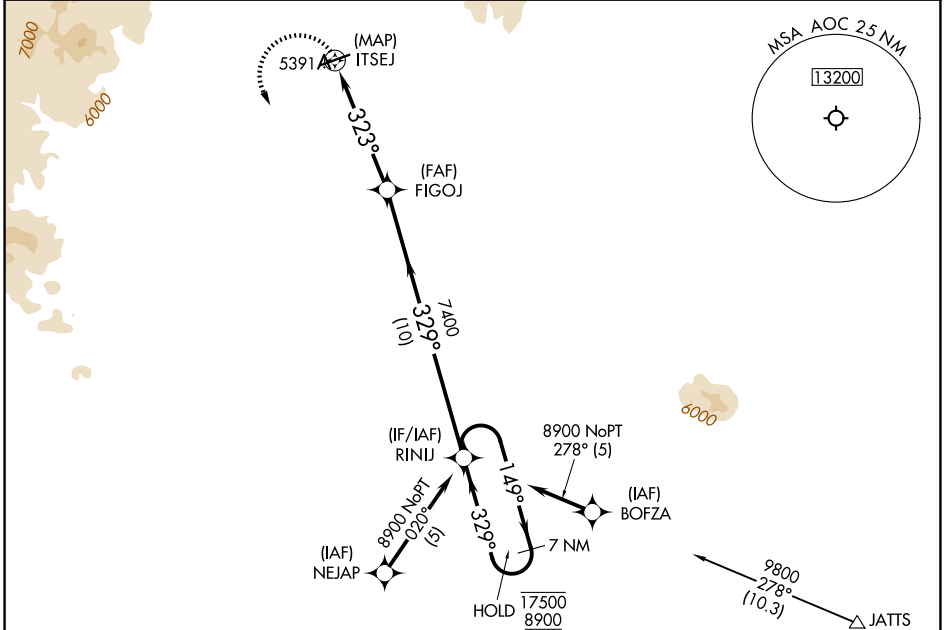 7000
6000
5391
(MAP)
ITSEJ
MSA AOC 25 NM
13200
323°
(FAF)
FIGOJ
7400
329°
(10)
6000
(IF/IAF)
RINIJ
8900 NoPT
278° (5)
149°
329°
(IAF)
BOFZA
8900 NoPT
020°
(5)
(IAF)
NEJAP
7 NM
HOLD
17500
8900
9800
278°
(10.3)
JATTS